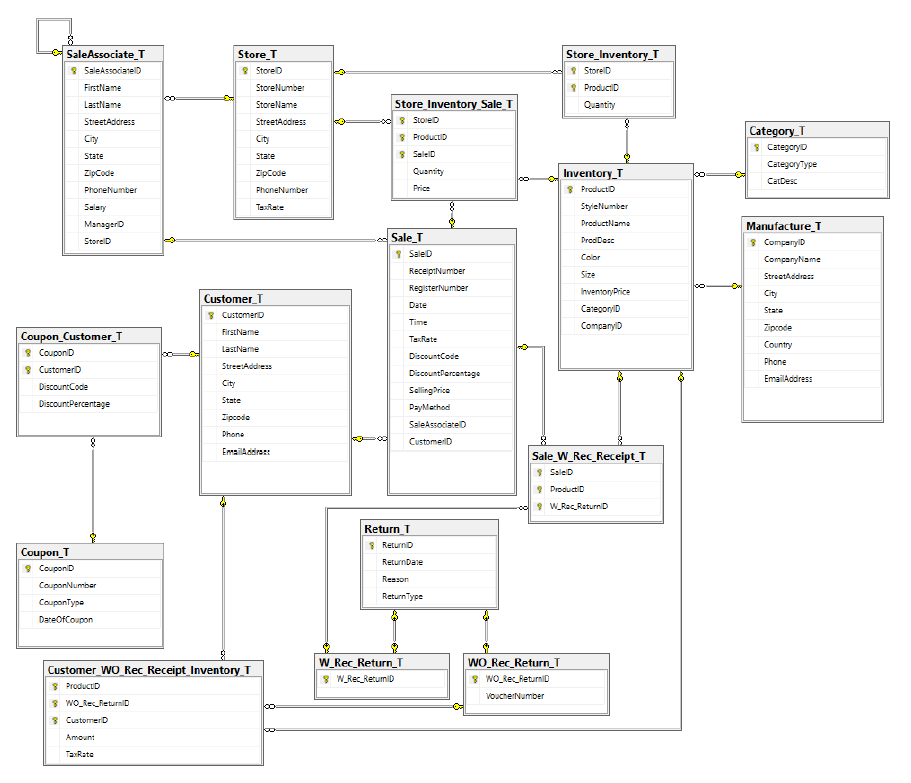 SaleAssociate_T
SaleAssociateID
FirstName
LastName
StreetAddress
City
State
ZipCode
PhoneNumber
Salary
ManagerID
StoreID
Store_T
StoreID
StoreNumber
StoreName
StreetAddress
City
State
ZipCode
PhoneNumber
TaxRate
Store_Inventory_T
StoreID
ProductID
Quantity
Store_Inventory_Sale_T
StoreID
ProductID
SaleID
Quantity
Price
Category_T
CategoryID
CategoryType
CatDesc
Inventory_T
ProductID
StyleNumber
ProductName
ProdDesc
Color
Size
InventoryPrice
CategoryID
CompanyID
Manufacture_T
CompanyID
CompanyName
StreetAddress
City
State
Zipcode
Country
Phone
EmailAddress
Sale_T
SaleID
ReceiptNumber
RegisterNumber
Date
Time
TaxRate
DiscountCode
DiscountPercentage
SellingPrice
PayMethod
SaleAssociateID
CustomerID
Customer_T
CustomerID
FirstName
LastName
StreetAddress
City
State
Zipcode
Phone
EmailAddress
Coupon_Customer_T
CouponID
CustomerID
DiscountCode
DiscountPercentage
Sale_W_Rec_Receipt_T
SaleID
ProductID
W_Rec_ReturnID
Return_T
ReturnID
ReturnDate
Reason
ReturnType
Coupon_T
CouponID
CouponNumber
CouponType
DateOfCoupon
W_Rec_Return_T
W_Rec_ReturnID
WO_Rec_Return_T
WO_Rec_ReturnID
VoucherNumber
Customer_WO_Rec_Receipt_Inventory_T
ProductID
WO_Rec_ReturnID
CustomerID
Amount
TaxRate